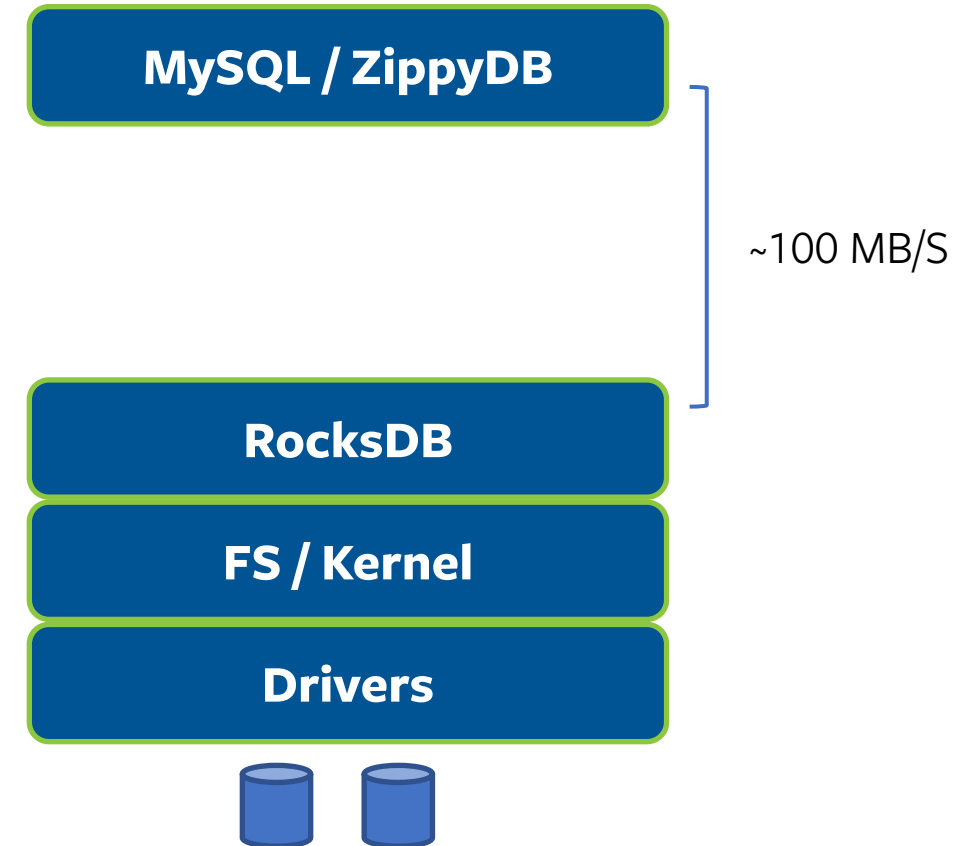 MySQL / ZippyDB
~100 MB/S
RocksDB
FS / Kernel
Drivers